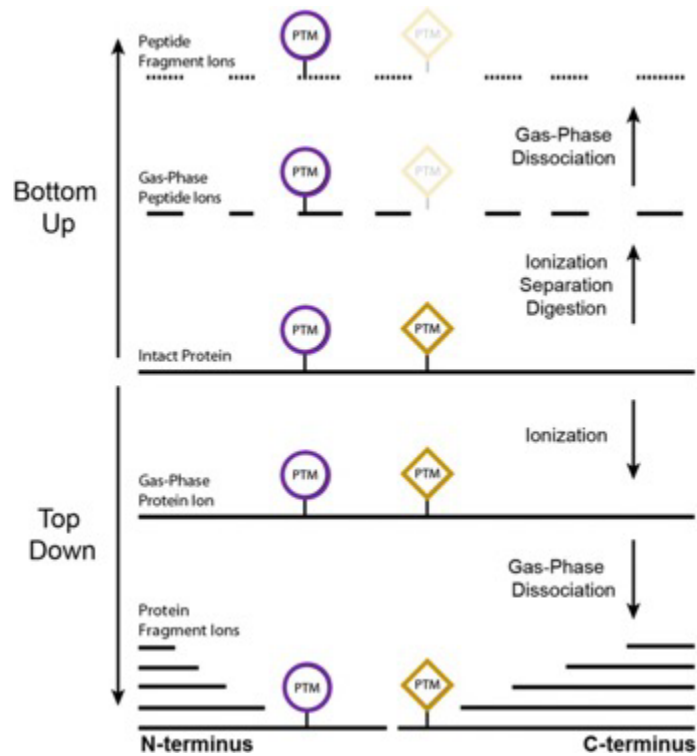 Peptide
Fragment Ions
PTM
PTM
Gas-Phase
Dissociation
Bottom
Up
Gas-Phase
Peptide Ions
PTM
PTM
Ionization
Separation
Digestion
PTM
PTM
Intact Protein
Ionization
Gas-Phase
Protein Ion
PTM
PTM
Top
Down
Gas-Phase
Dissociation
Protein
Fragment Ions
PTM
PTM
N-terminus
C-terminus